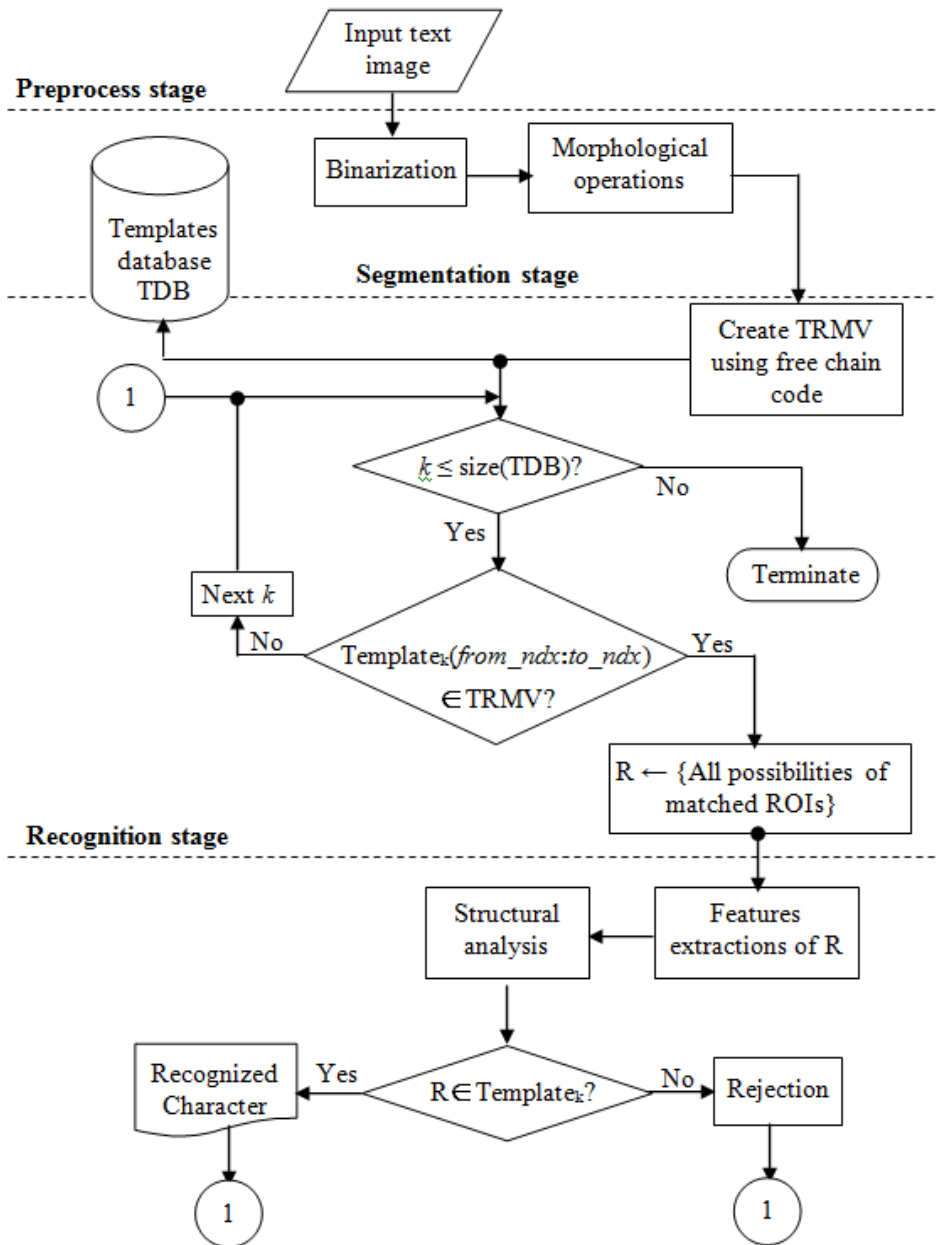 Input text
image
Preprocess stage
Binarization
Morphological
operations
Templates
database
TDB
Segmentation stage
Create TRMV
using free chain
code
1
k ≤ size(TDB)?
No
Yes
Terminate
Next k
No
Templateₖ(from_ndx:to_ndx)
∈ TRMV?
Yes
R ← {All possibilities of
matched ROIs}
Recognition stage
Structural
analysis
Features
extractions of R
Recognized
Character
Yes
R ∈ Templateₖ?
No
Rejection
1
1